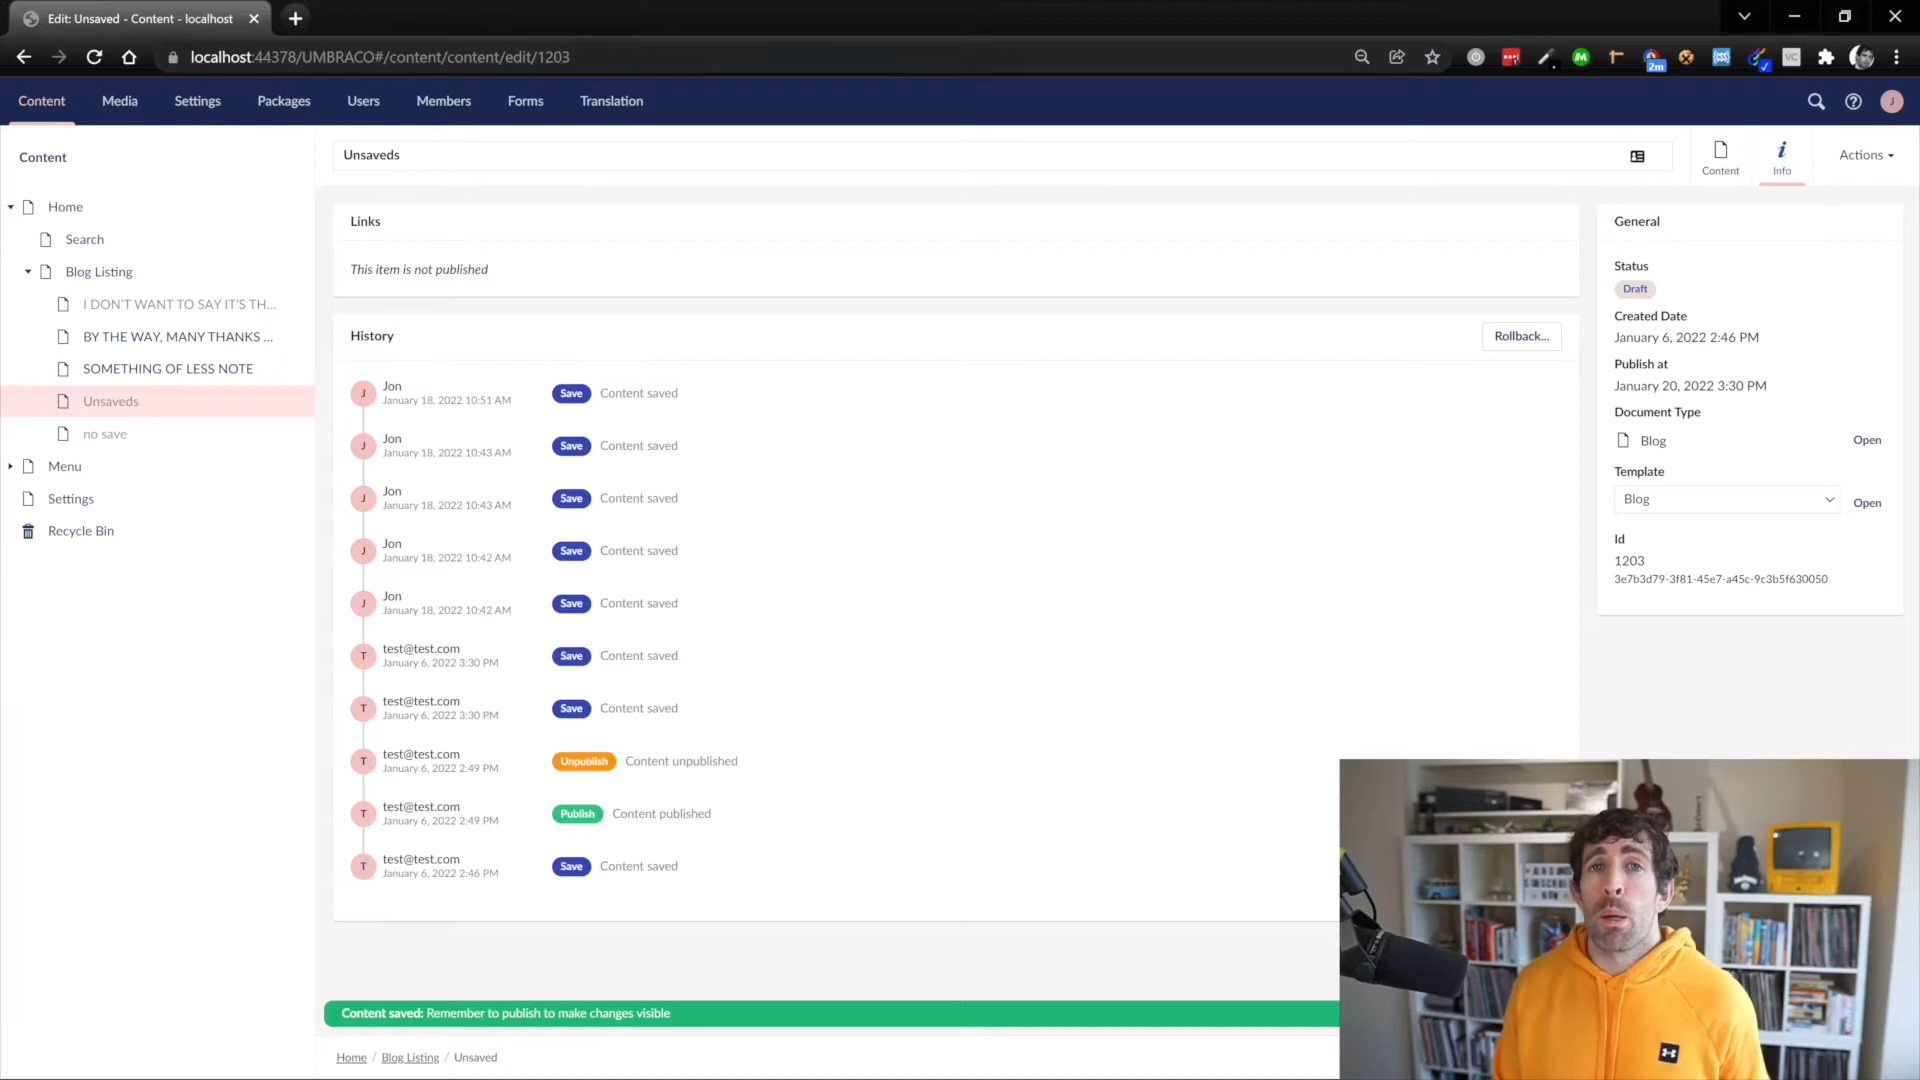 Edit: Unsaved - Content - localhost
localhost:44378/UMBRACO#/content/content/edit/1203
2m
Content Media Settings Packages Users Members Forms Translation
J
Content
Home
Search
Blog Listing
I DON'T WANT TO SAY IT'S TH...
BY THE WAY, MANY THANKS ...
SOMETHING OF LESS NOTE
Unsaveds
no save
Menu
Settings
Recycle Bin
Unsaveds
Content
Info
Actions
Links
This item is not published
History
Rollback...
J Jon
January 18, 2022 10:51 AM
Save Content saved
J Jon
January 18, 2022 10:43 AM
Save Content saved
J Jon
January 18, 2022 10:43 AM
Save Content saved
J Jon
January 18, 2022 10:42 AM
Save Content saved
J Jon
January 18, 2022 10:42 AM
Save Content saved
T test@test.com
January 6, 2022 3:30 PM
Save Content saved
T test@test.com
January 6, 2022 3:30 PM
Save Content saved
T test@test.com
January 6, 2022 2:49 PM
Unpublish Content unpublished
T test@test.com
January 6, 2022 2:49 PM
Publish Content published
T test@test.com
January 6, 2022 2:46 PM
Save Content saved
General
Status
Draft
Created Date
January 6, 2022 2:46 PM
Publish at
January 20, 2022 3:30 PM
Document Type
Blog Open
Template
Blog Open
Id
1203
3e7b3d79-3f81-45e7-a45c-9c3b5f630050
Content saved: Remember to publish to make changes visible
Home / Blog Listing / Unsaved